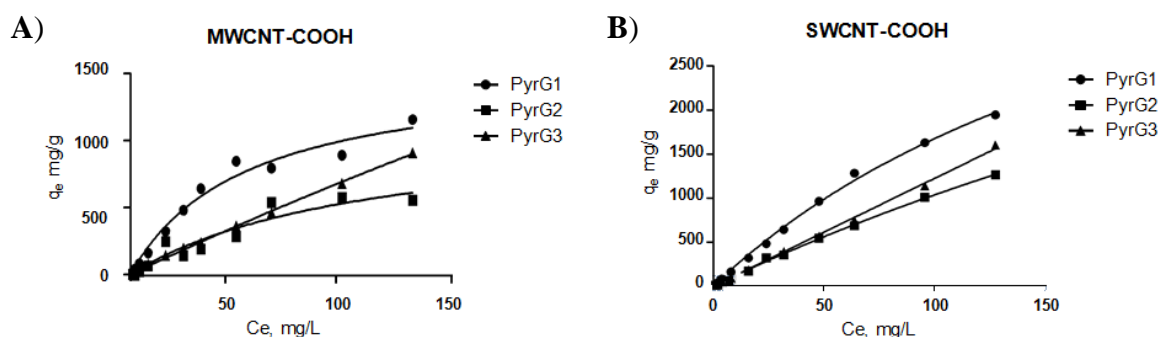 A)
MWCNT-COOH
1500
1000
500
0
50
100
150
qe mg/g
Ce, mg/L
PyrG1
PyrG2
PyrG3
B)
SWCNT-COOH
2500
2000
1500
1000
500
0
0
50
100
150
qe mg/g
Ce, mg/L
PyrG1
PyrG2
PyrG3